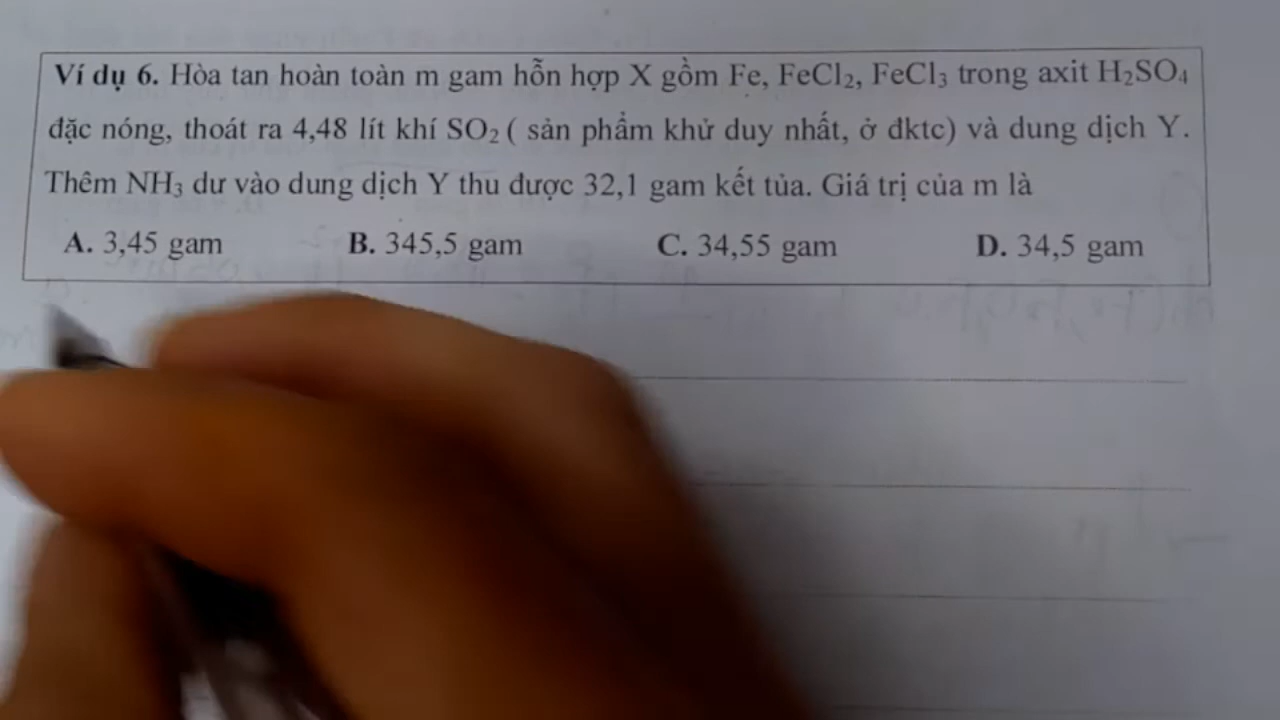 Ví dụ 6. Hòa tan hoàn toàn m gam hỗn hợp X gồm Fe, FeCl₂, FeCl₃ trong axit H₂SO₄
đặc nóng, thoát ra 4,48 lít khí SO₂ ( sản phẩm khử duy nhất, ở đktc) và dung dịch Y.
Thêm NH₃ dư vào dung dịch Y thu được 32,1 gam kết tủa. Giá trị của m là
A. 3,45 gam B. 345,5 gam C. 34,55 gam D. 34,5 gam